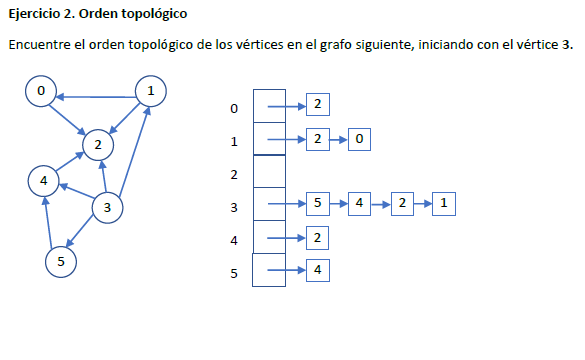 Ejercicio 2. Orden topológico
Encuentre el orden topológico de los vértices en el grafo siguiente, iniciando con el vértice 3.
0 1
2
4
3
5
0 2
1 2 0
2
3 5 4 2 1
4 2
5 4